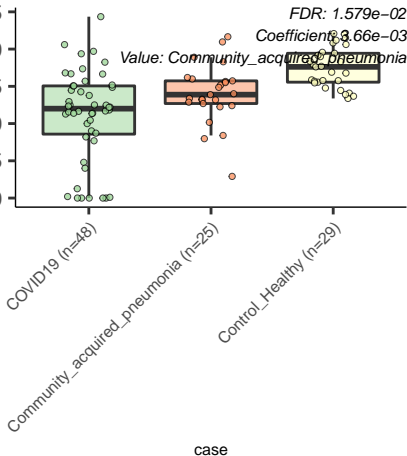 FDR: 1.579e−02
Coefficient: 3.66e−03
Value: Community_acquired_pneumonia
COVID19 (n=48)
Community_acquired_pneumonia (n=25)
Control_Healthy (n=29)
case